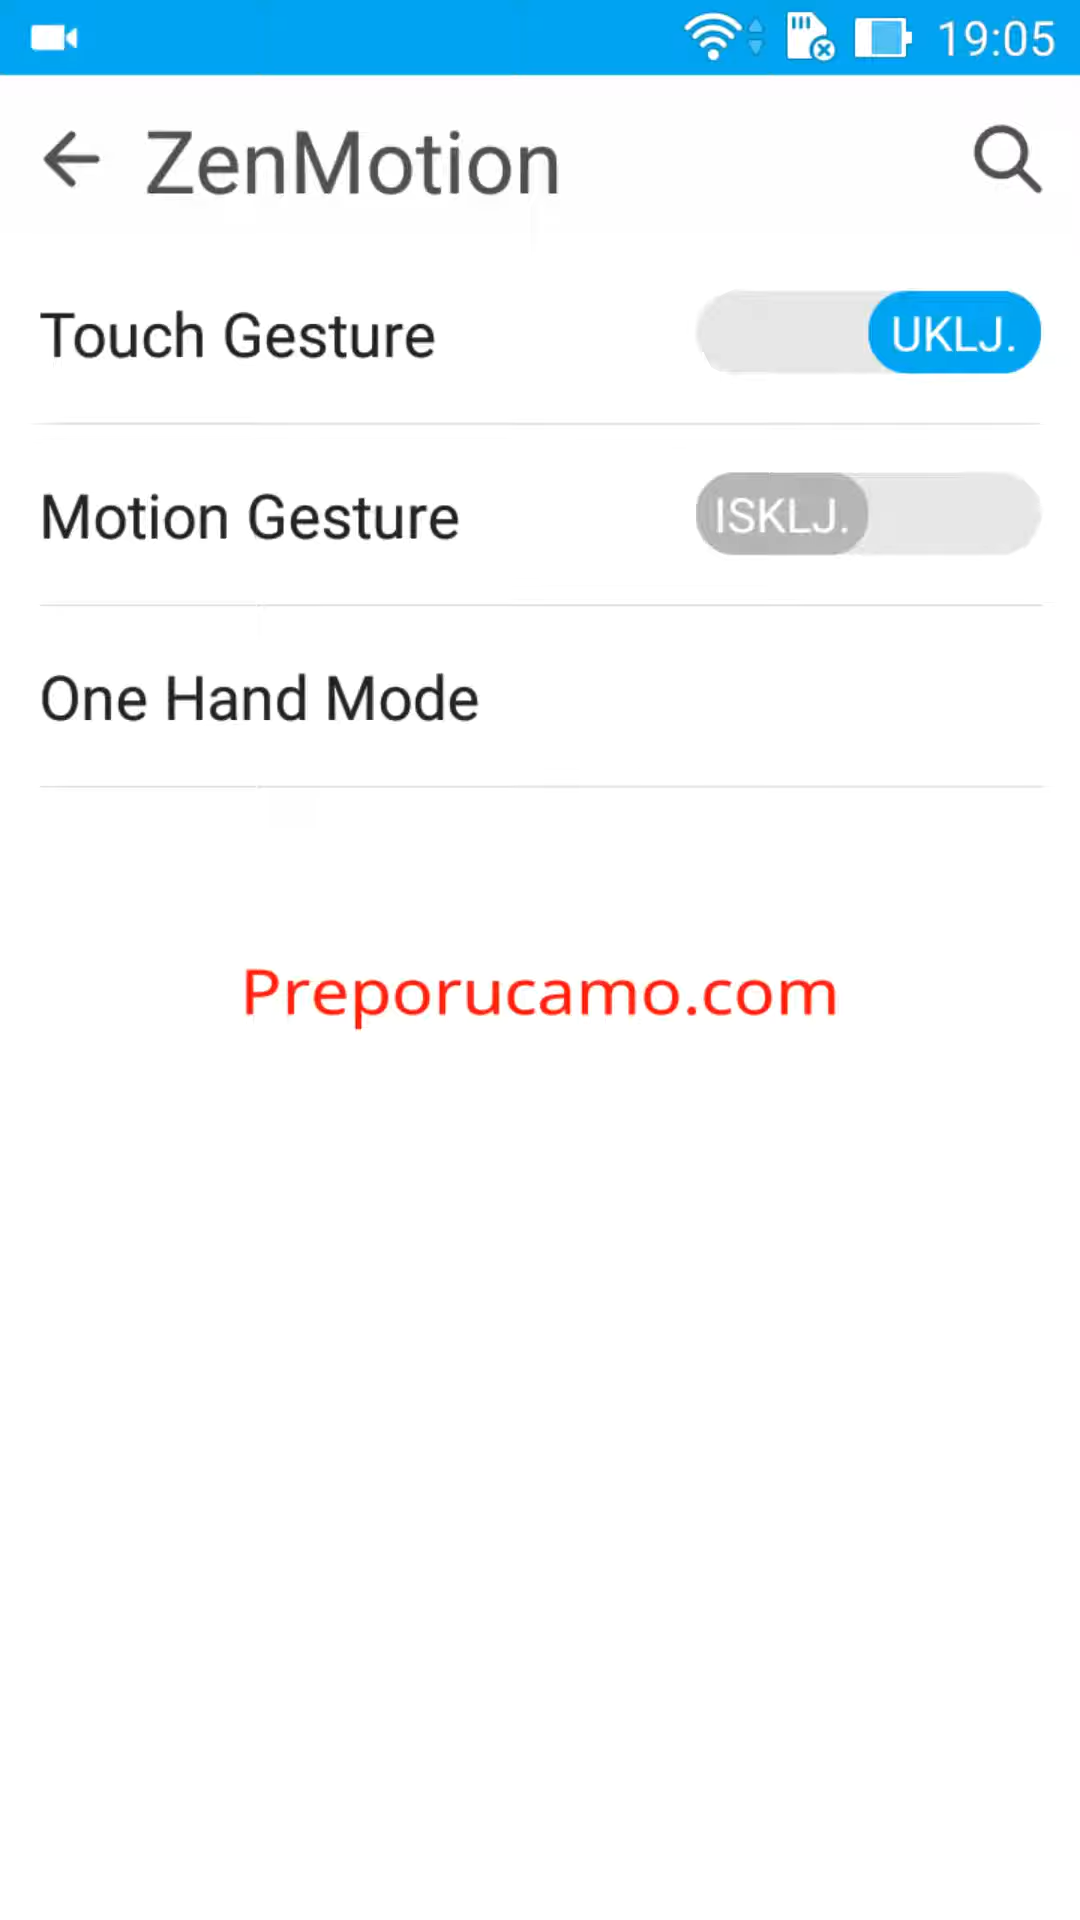 19:05
ZenMotion
Touch Gesture UKLJ.
Motion Gesture ISKLJ.
One Hand Mode
Preporucamo.com